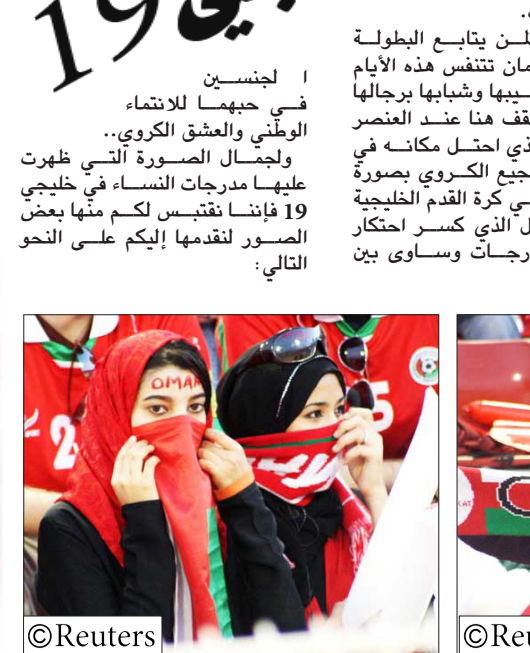 يتابع البطولة
تتنفس هذه الأيام
وشبابها برجالها
هنا عند العنصر
احتل مكانه في
الكروي بصورة
كرة القدم الخليجية
الذي كسر احتكار
وساوى بين
19
ا لجنسين
في حبهما للانتماء
الوطني والعشق الكروي..
ولجمال الصورة التي ظهرت
عليها مدرجات النساء في خليجي
19 فإننا نقتبس لكم منها بعض
الصور لنقدمها إليكم على النحو
التالي:
OMAN
©Reuters